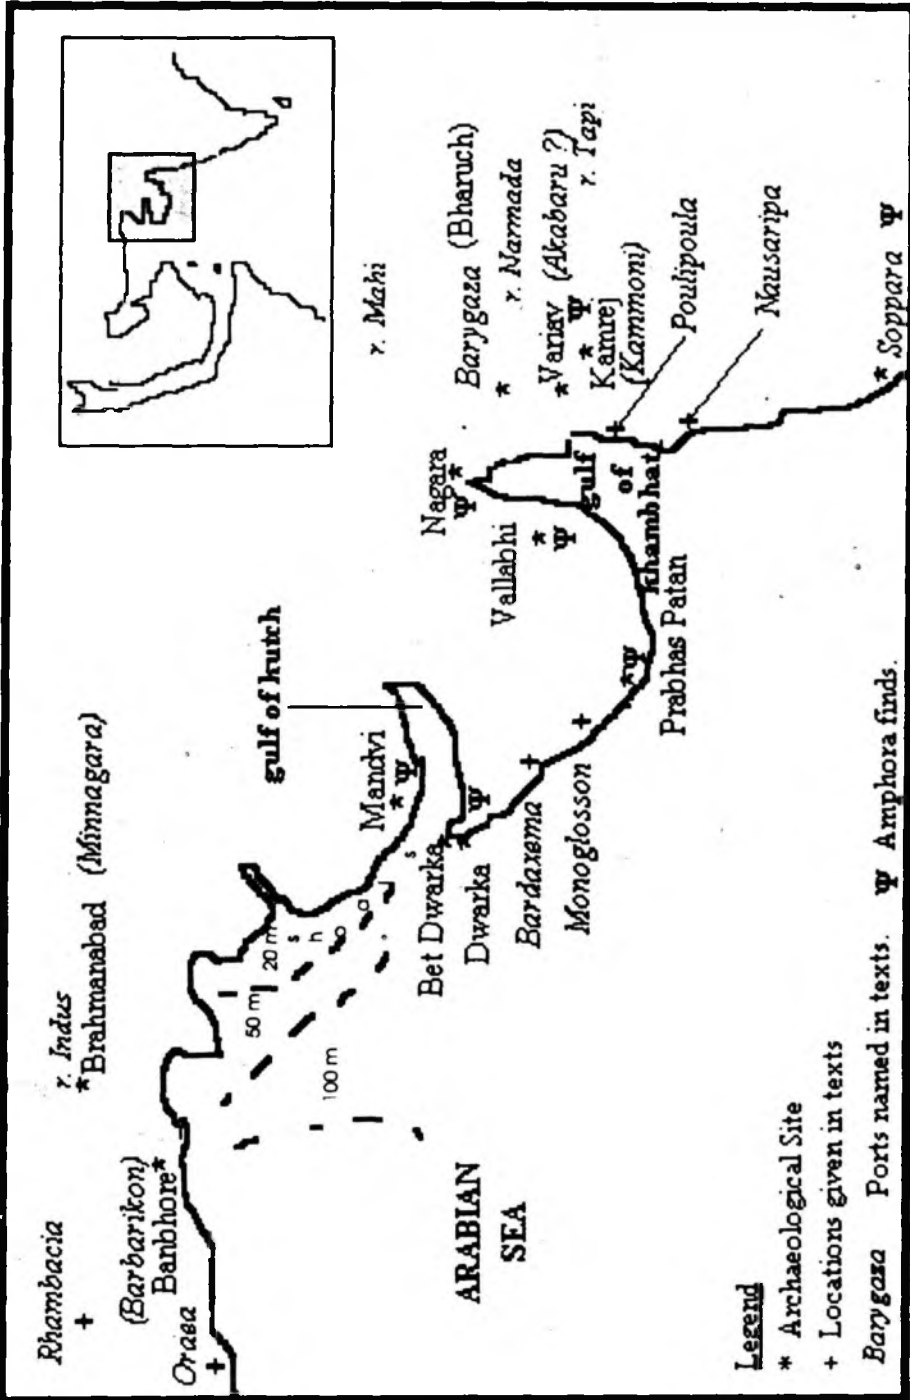 Rhambacia
+
(Barbarikon)
Banbhore*
Oraea
+
r. Indus
*Brahmanabad (Minnagara)
20 m
50 m
100 m
s h o a l s
gulf of kutch
Mandvi
* Ψ
Bet Dwarka
*
Dwarka
*
Ψ
Bardaxema
+
Monoglosson
+
ARABIAN
SEA
Nagara
Ψ *
Vallabhi
*
Ψ
Prabhas Patan
*Ψ
gulf
of
khambhat
r. Mahi
Barygaza (Bharuch)
*
r. Narmada
*Variav (Akabaru ?)
* Ψ
r. Tapi
Kamrej
(Kammoni)
+
Poulipoula
+
Nausaripa
* Soppara Ψ
Legend
* Archaeological Site
+ Locations given in texts
Barygaza Ports named in texts. Ψ Amphora finds.